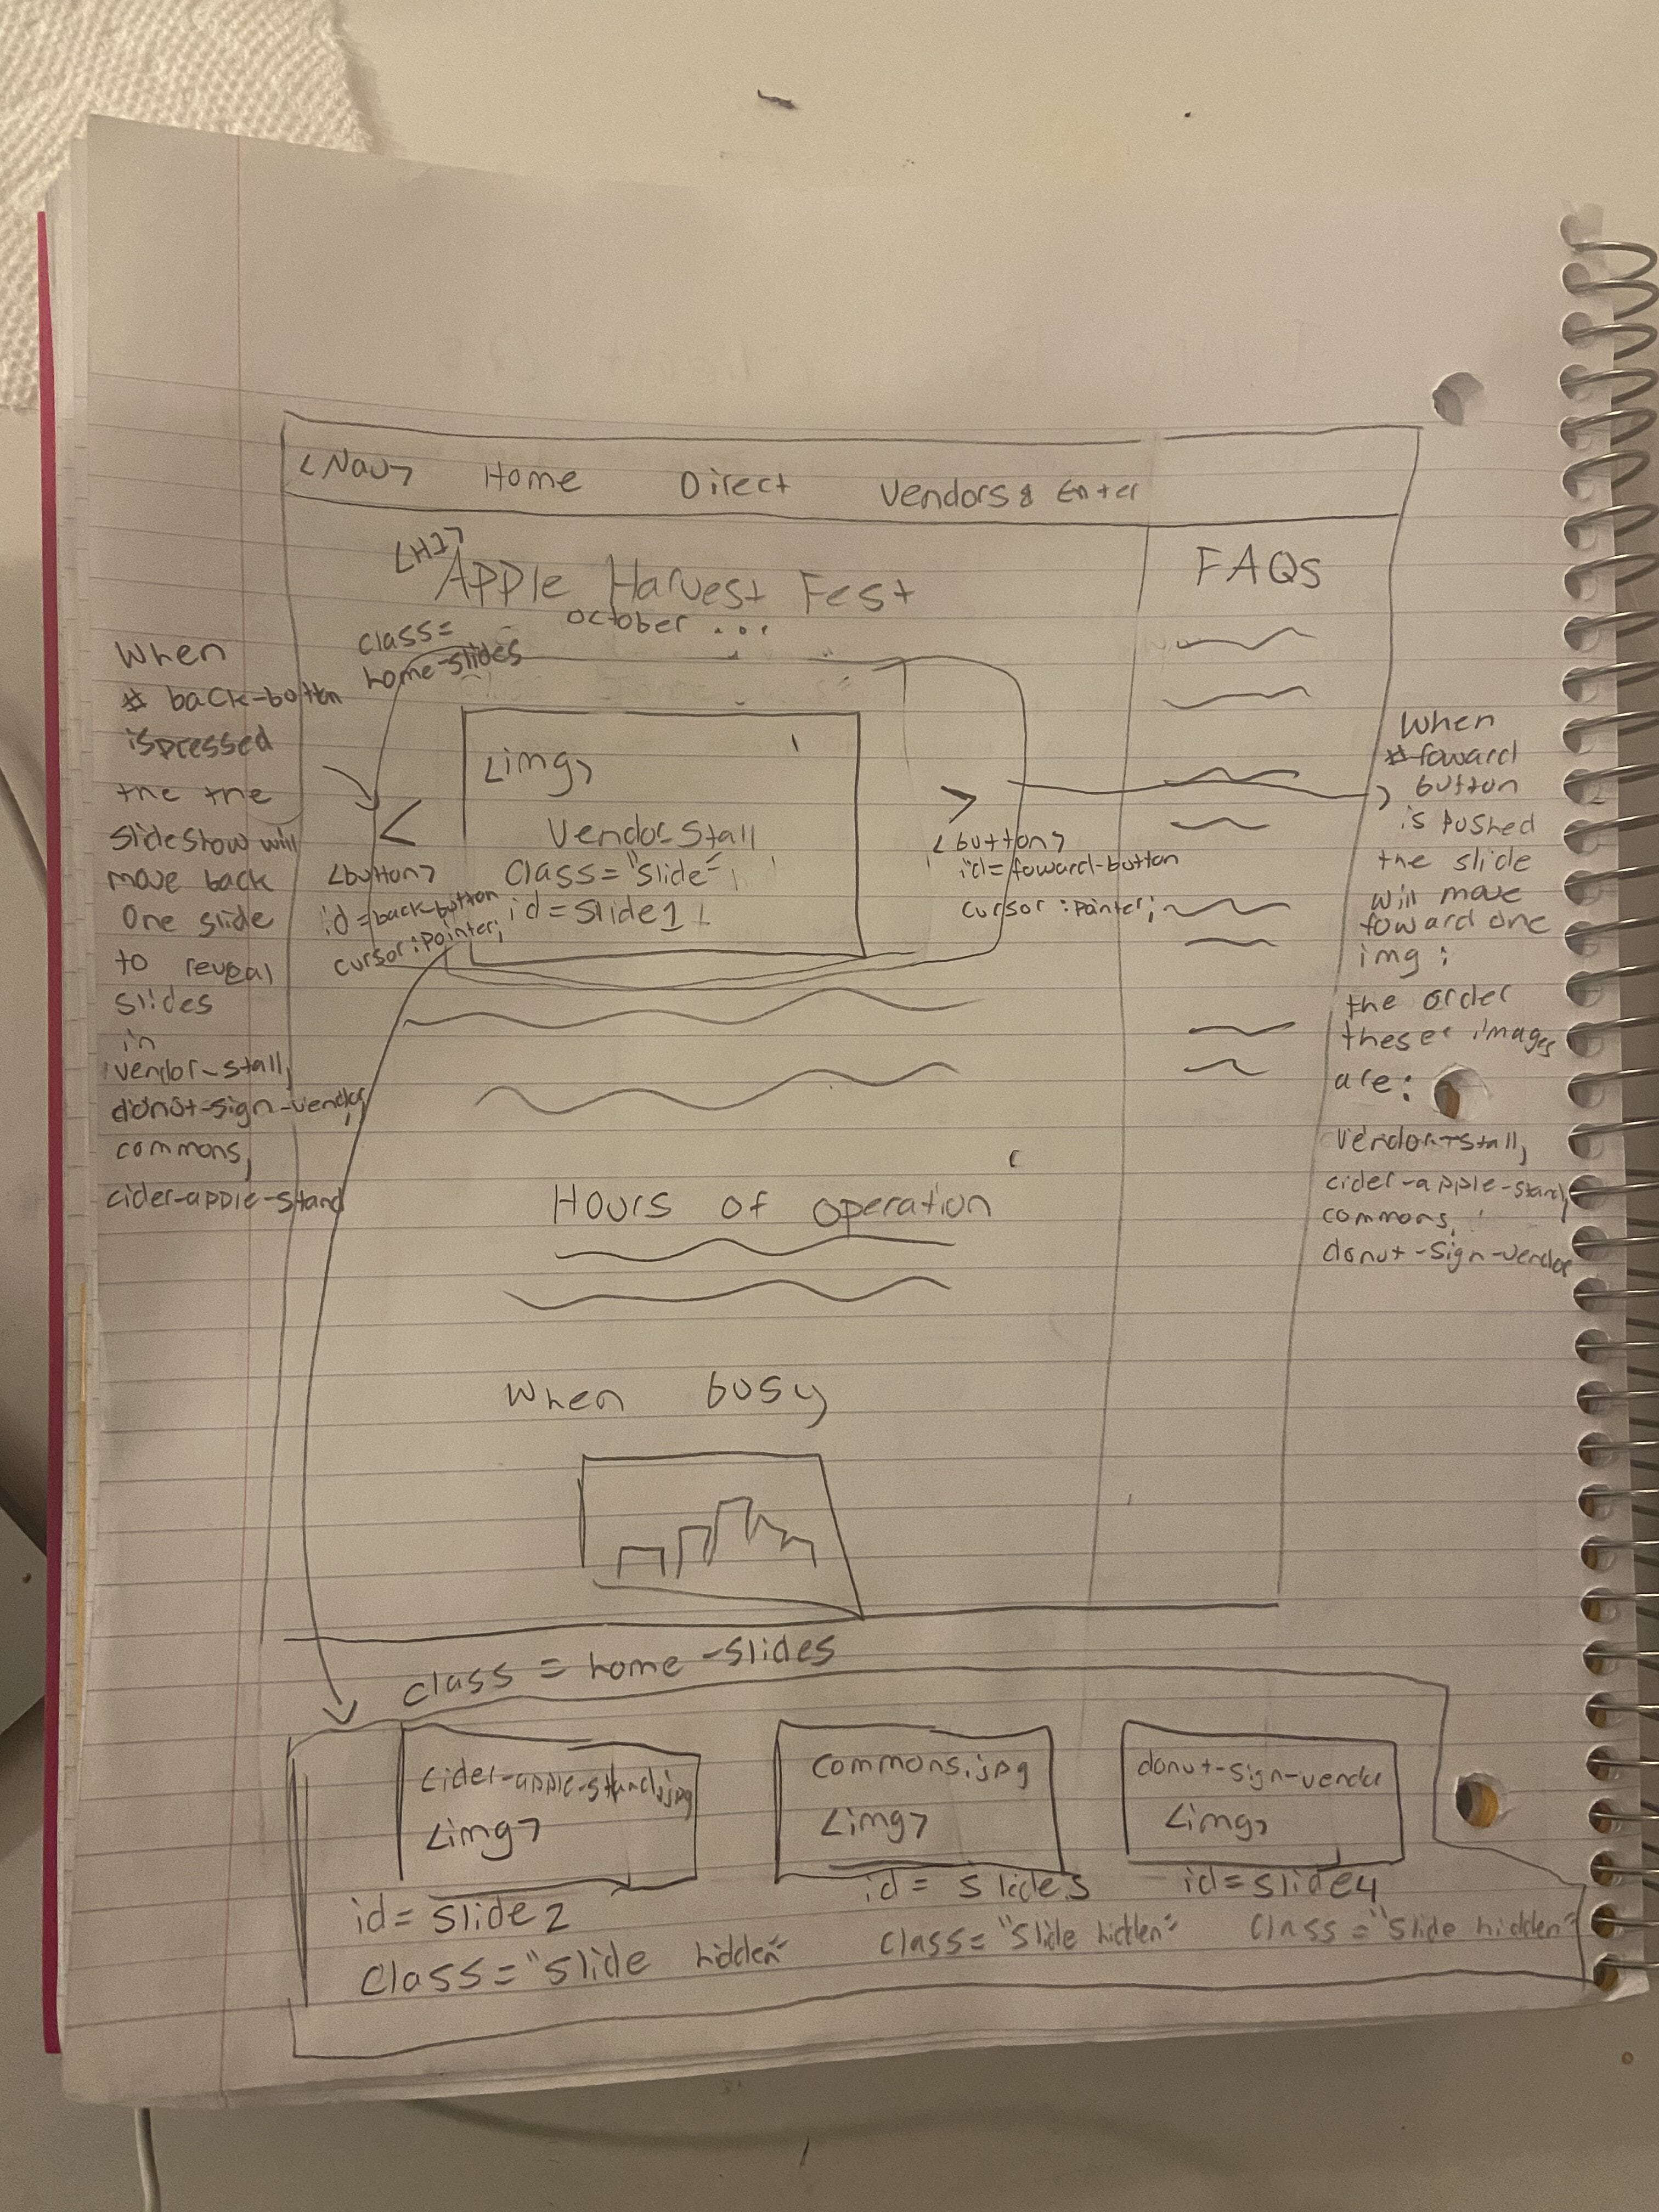 <Nav> Home Direct Vendors & Enter
<H1>
Apple Harvest Fest
october ...
FAQs
class=
home-slides
When
# back-button
is pressed
the the
slideshow will
move back
one slide
to reveal
slides
in
vendor-stall,
donut-sign-vendor,
commons,
cider-apple-stand
<
<button>
id=back-button
cursor:pointer;
<img>
Vendor Stall
Class="slide"
id=slide1
>
<button>
id=foward-button
cursor:pointer;
When
#foward
button
is pushed
the slide
will move
foward one
img:
the order
these images
are:
Vendor-stall,
cider-apple-stand,
commons,
donut-sign-vendor
Hours of operation
When busy
class = home-slides
cider-apple-stand.jpg
<img>
id= slide2
Class="slide hidden"
commons.jpg
<img>
id= slide3
Class="slide hidden"
donut-sign-vendor
<img>
id=slide4
Class="slide hidden"